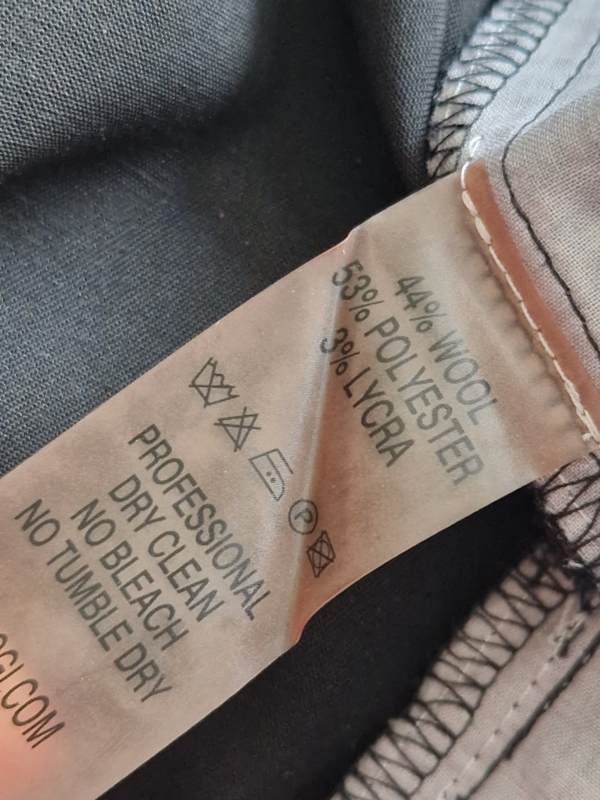 44% WOOL
53% POLYESTER
3% LYCRA
P
PROFESSIONAL
DRY CLEAN
NO BLEACH
NO TUMBLE DRY